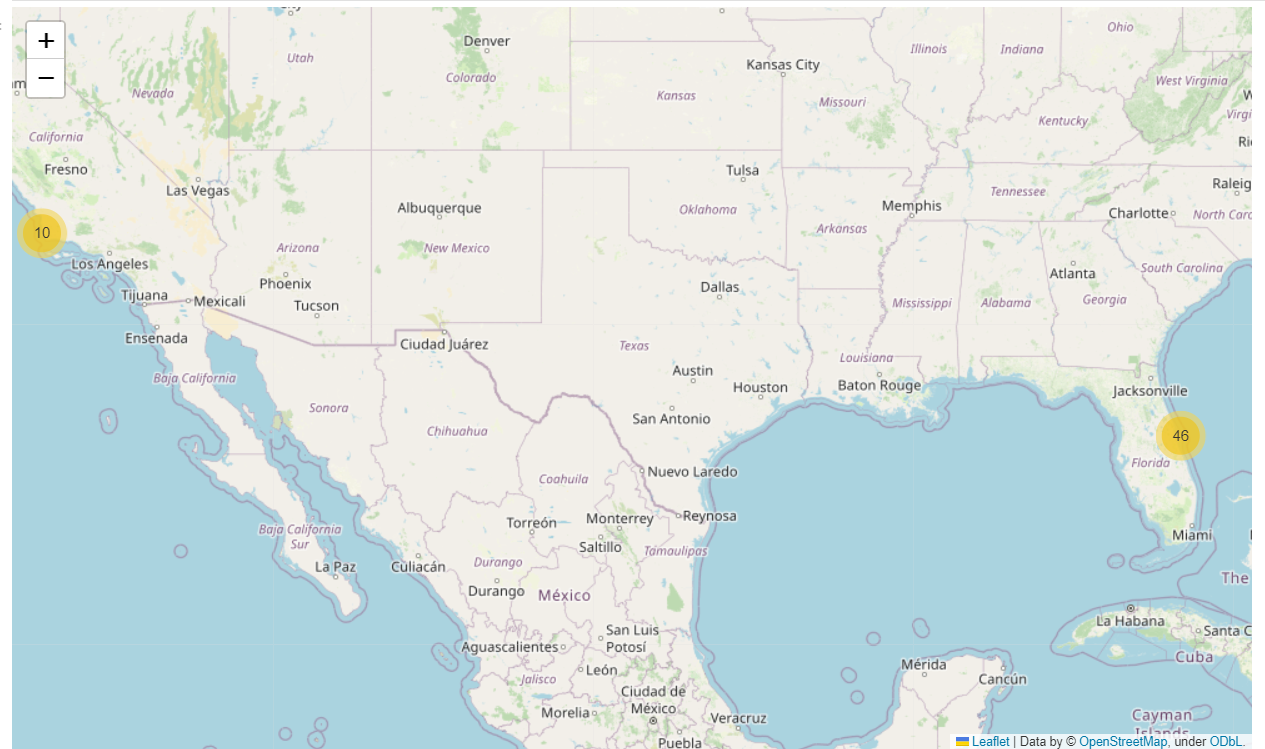 +
−
Denver
Utah
Colorado
Nevada
California
Fresno
Las Vegas
Kansas
Kansas City
Missouri
Illinois
Indiana
Ohio
West Virginia
Kentucky
Tulsa
Oklahoma
Albuquerque
New Mexico
Arizona
Phoenix
Tucson
10
Los Angeles
Tijuana
Mexicali
Ensenada
Memphis
Arkansas
Tennessee
Charlotte
South Carolina
Atlanta
Georgia
Alabama
Mississippi
Dallas
Texas
Ciudad Juárez
Louisiana
Baton Rouge
Austin
Houston
San Antonio
Jacksonville
46
Florida
Miami
Baja California
Sonora
Chihuahua
Coahuila
Nuevo Laredo
Reynosa
Monterrey
Torreón
Saltillo
Tamaulipas
Baja California
Sur
La Paz
Culiacán
Durango
Durango
México
San Luis
Potosí
Aguascalientes
León
Jalisco
Ciudad de
México
Morelia
Veracruz
Puebla
Mérida
Cancún
La Habana
Cuba
The
Cayman
Islands
Leaflet | Data by © OpenStreetMap, under ODbL.